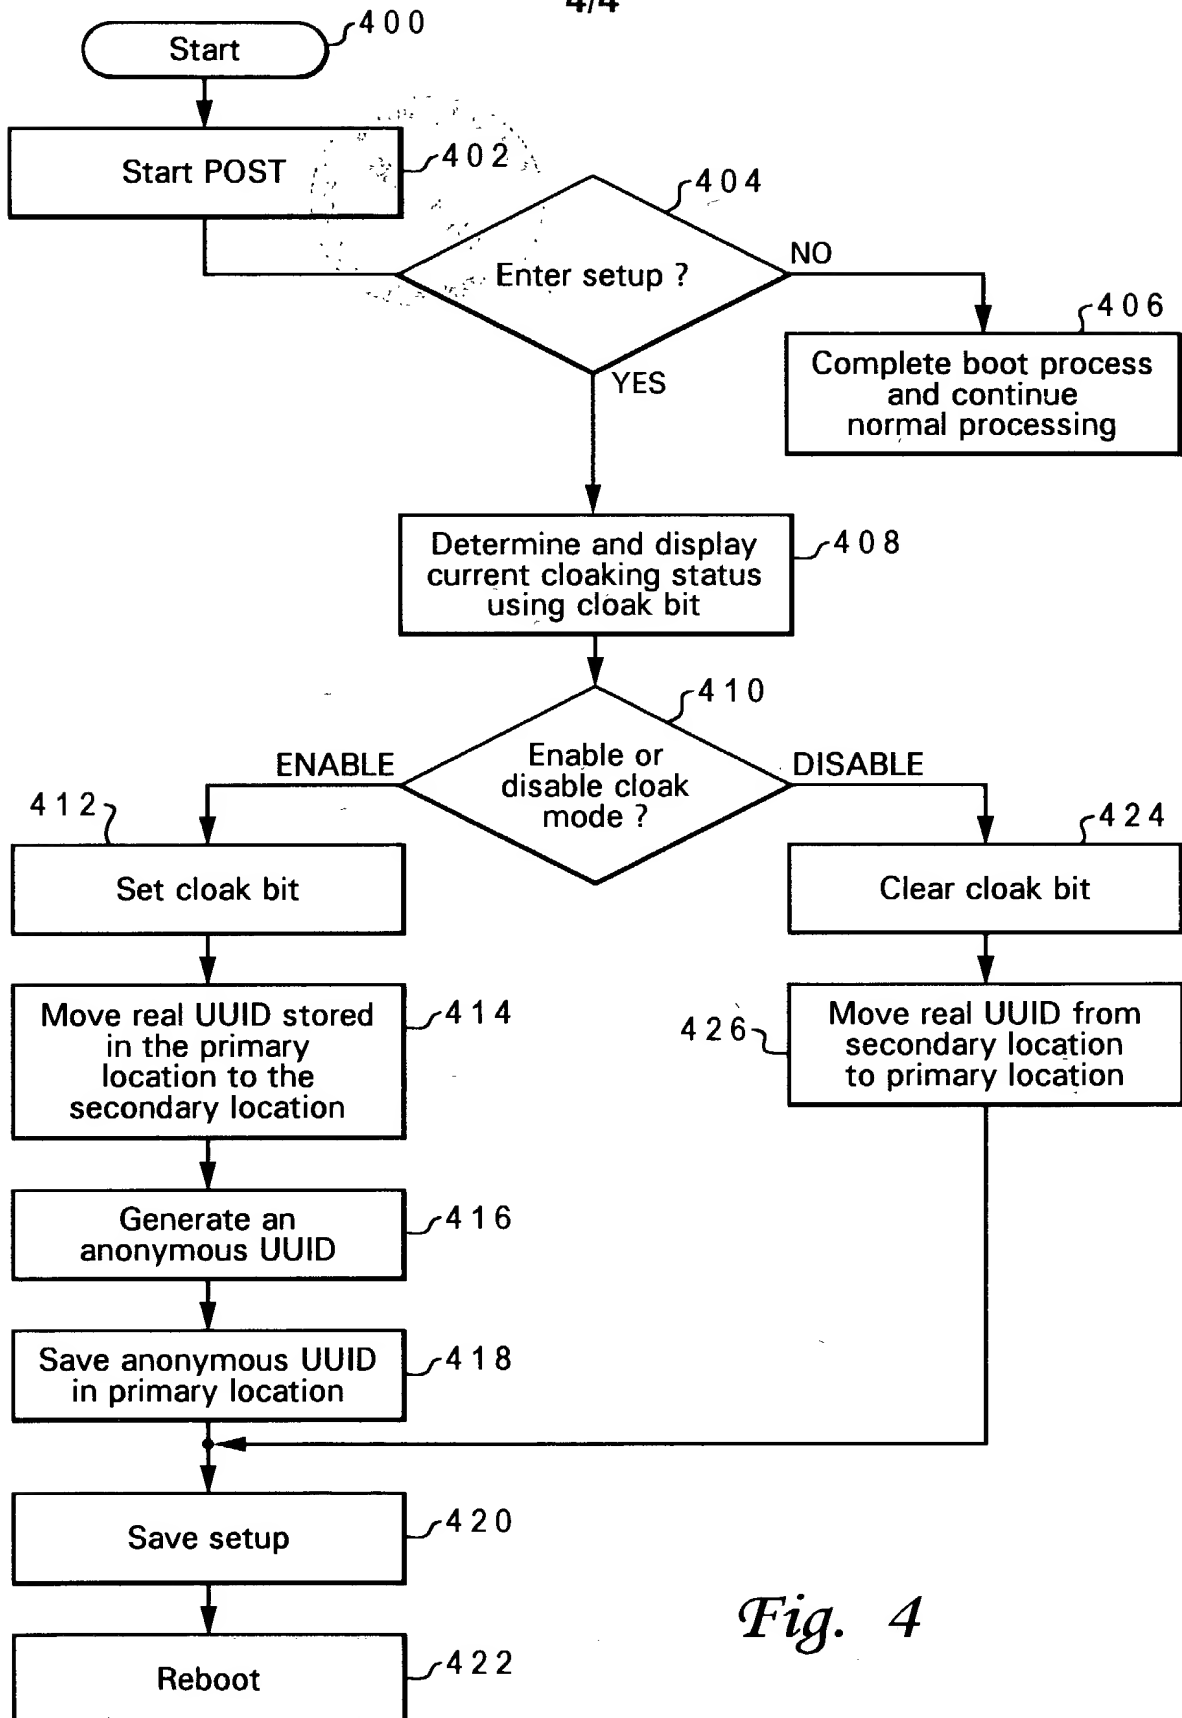 4/4
Start
400
Start POST
402
404
Enter setup ?
NO
YES
406
Complete boot process
and continue
normal processing
Determine and display
current cloaking status
using cloak bit
408
410
Enable or
disable cloak
mode ?
ENABLE
DISABLE
412
Set cloak bit
424
Clear cloak bit
Move real UUID stored
in the primary
location to the
secondary location
414
426
Move real UUID from
secondary location
to primary location
Generate an
anonymous UUID
416
Save anonymous UUID
in primary location
418
Save setup
420
Reboot
422
Fig. 4